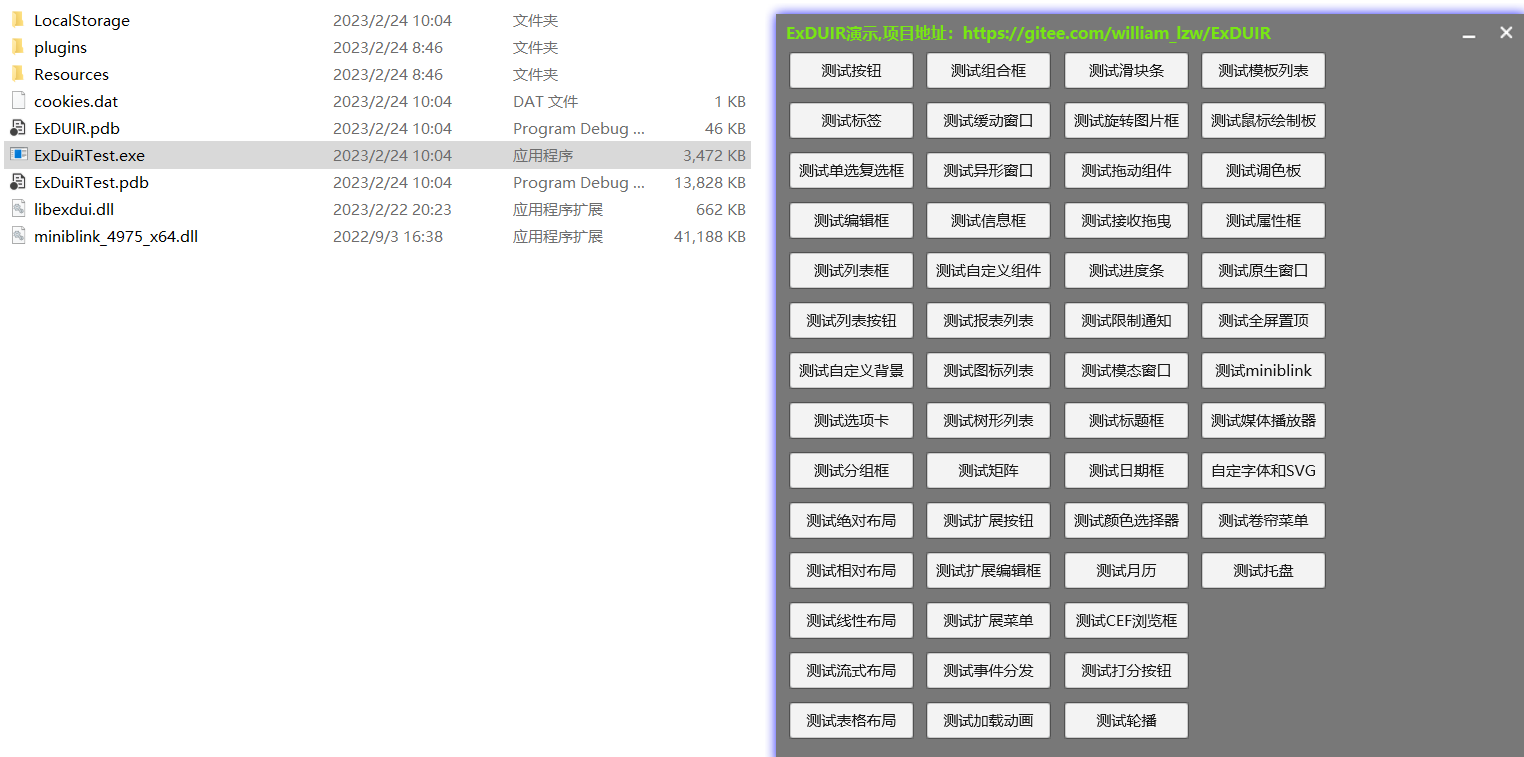 LocalStorage 2023/2/24 10:04 文件夹
plugins 2023/2/24 8:46 文件夹
Resources 2023/2/24 8:46 文件夹
cookies.dat 2023/2/24 10:04 DAT 文件 1 KB
ExDUIR.pdb 2023/2/24 10:04 Program Debug ... 46 KB
ExDuiRTest.exe 2023/2/24 10:04 应用程序 3,472 KB
ExDuiRTest.pdb 2023/2/24 10:04 Program Debug ... 13,828 KB
libexdui.dll 2023/2/22 20:23 应用程序扩展 662 KB
miniblink_4975_x64.dll 2022/9/3 16:38 应用程序扩展 41,188 KB
ExDUIR演示,项目地址：https://gitee.com/william_lzw/ExDUIR
测试按钮 测试组合框 测试滑块条 测试模板列表
测试标签 测试缓动窗口 测试旋转图片框 测试鼠标绘制板
测试单选复选框 测试异形窗口 测试拖动组件 测试调色板
测试编辑框 测试信息框 测试接收拖曳 测试属性框
测试列表框 测试自定义组件 测试进度条 测试原生窗口
测试列表按钮 测试报表列表 测试限制通知 测试全屏置顶
测试自定义背景 测试图标列表 测试模态窗口 测试miniblink
测试选项卡 测试树形列表 测试标题框 测试媒体播放器
测试分组框 测试矩阵 测试日期框 自定字体和SVG
测试绝对布局 测试扩展按钮 测试颜色选择器 测试卷帘菜单
测试相对布局 测试扩展编辑框 测试月历 测试托盘
测试线性布局 测试扩展菜单 测试CEF浏览框
测试流式布局 测试事件分发 测试打分按钮
测试表格布局 测试加载动画 测试轮播